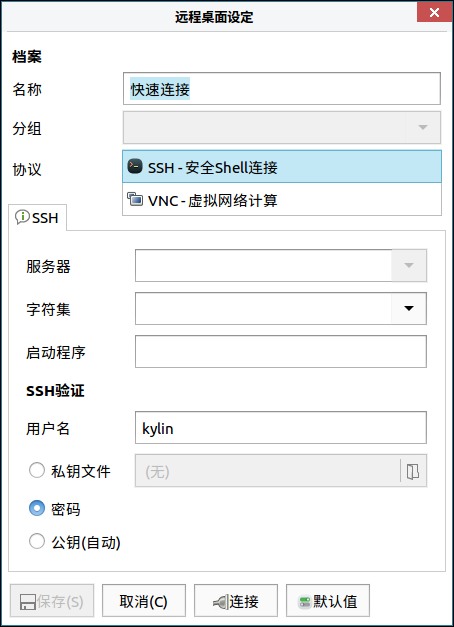 远程桌面设定
档案
名称 快速连接
分组
协议 SSH - 安全Shell连接
VNC - 虚拟网络计算
SSH
服务器
字符集
启动程序
SSH验证
用户名 kylin
私钥文件 (无)
密码
公钥(自动)
保存(S) 取消(C) 连接 默认值